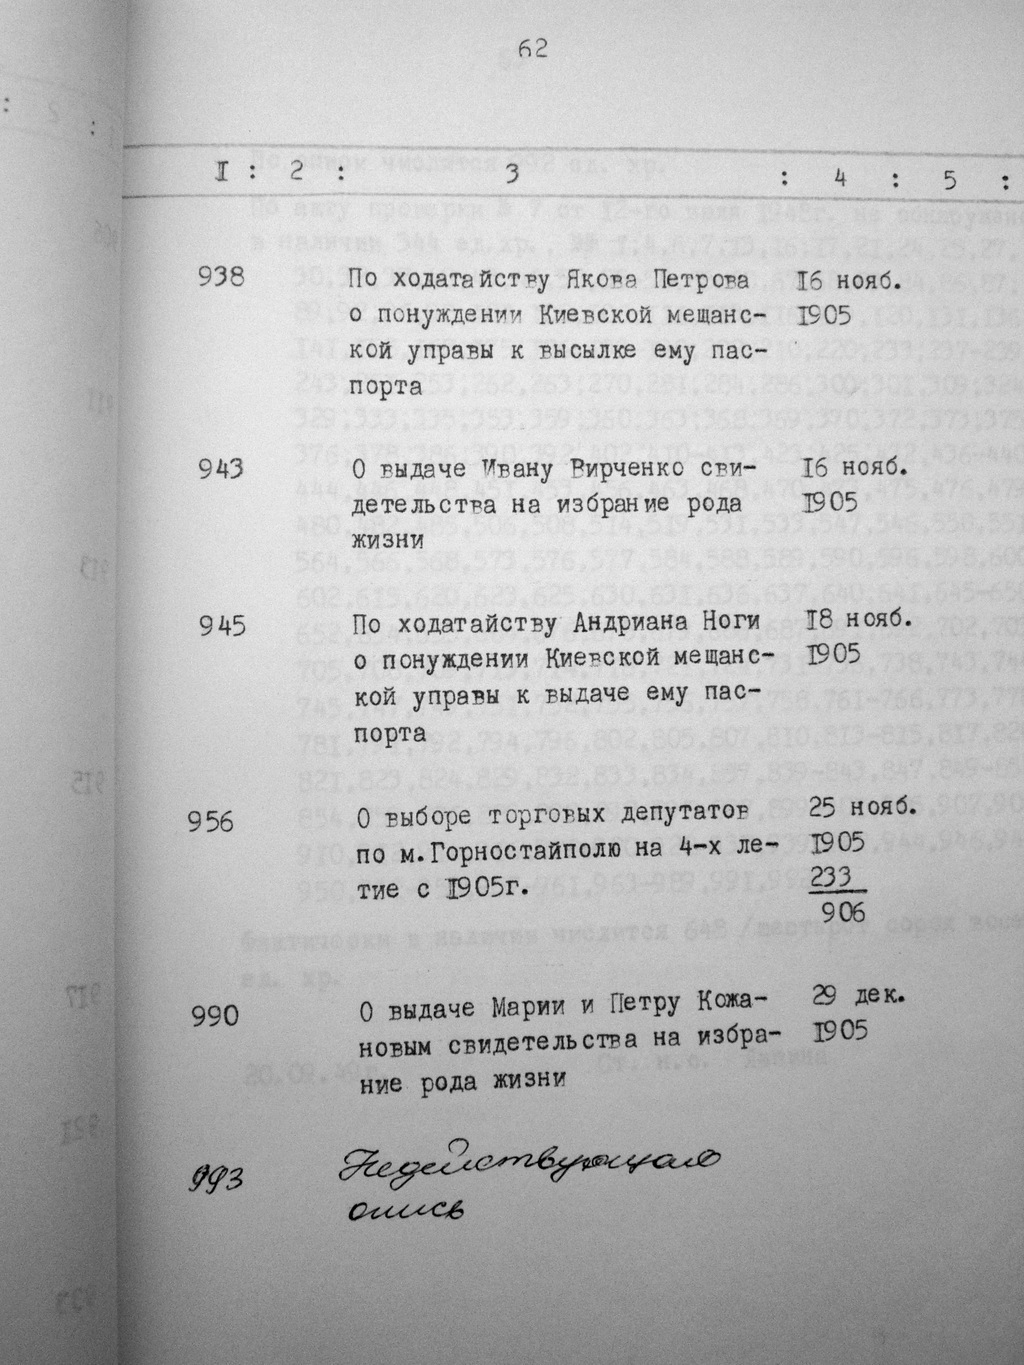 62
I : 2 : 3 : 4 : 5 :
938 По ходатайству Якова Петрова 16 нояб.
о понуждении Киевской мещанс- 1905
кой управы к высылке ему пас-
порта
943 О выдаче Ивану Вирченко сви- 16 нояб.
детельства на избрание рода 1905
жизни
945 По ходатайству Андриана Ноги 18 нояб.
о понуждении Киевской мещанс- 1905
кой управы к выдаче ему пас-
порта
956 О выборе торговых депутатов 25 нояб.
по м.Горностайполю на 4-х ле- 1905
тие с 1905г. 233
906
990 О выдаче Марии и Петру Кожа- 29 дек.
новым свидетельства на избра- 1905
ние рода жизни
993 Недействующая
опись